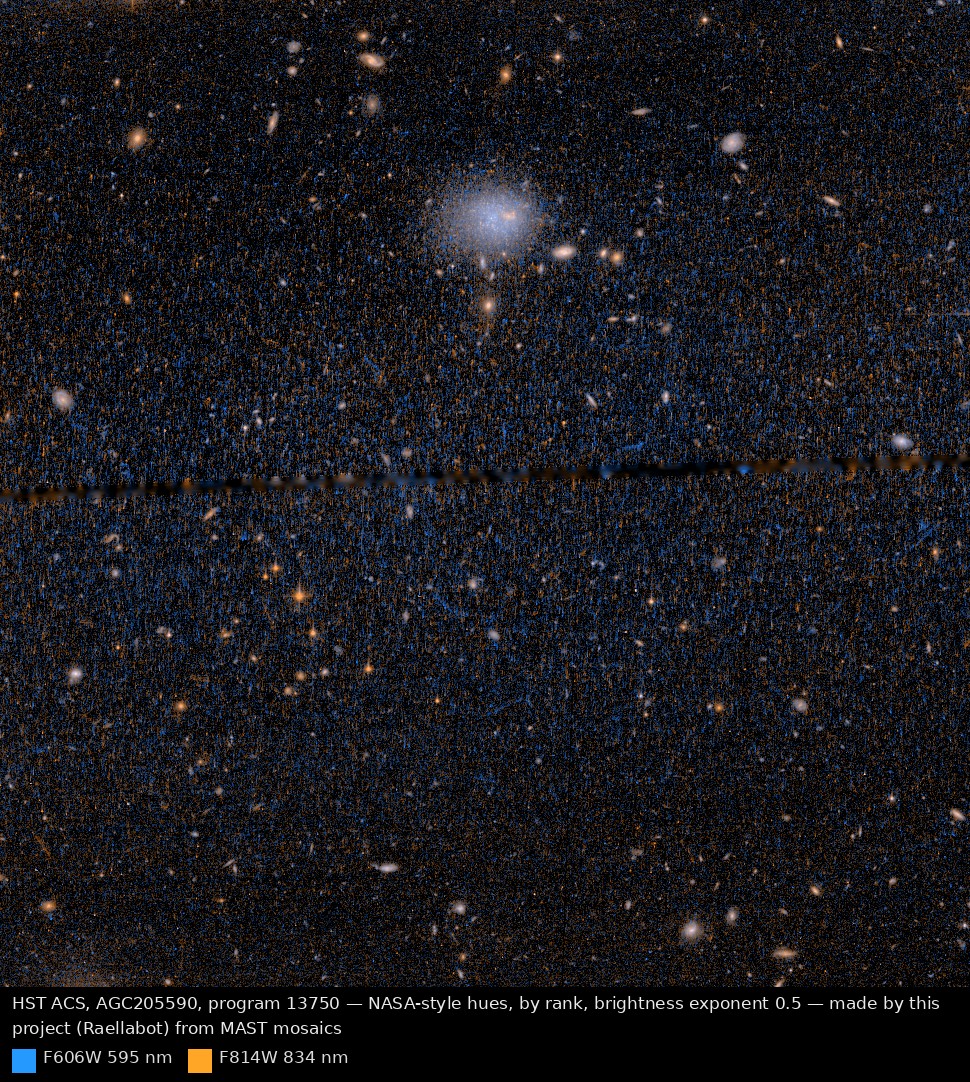 HST ACS, AGC205590, program 13750 — NASA-style hues, by rank, brightness exponent 0.5 — made by this
project (Raellabot) from MAST mosaics
F606W 595 nm F814W 834 nm